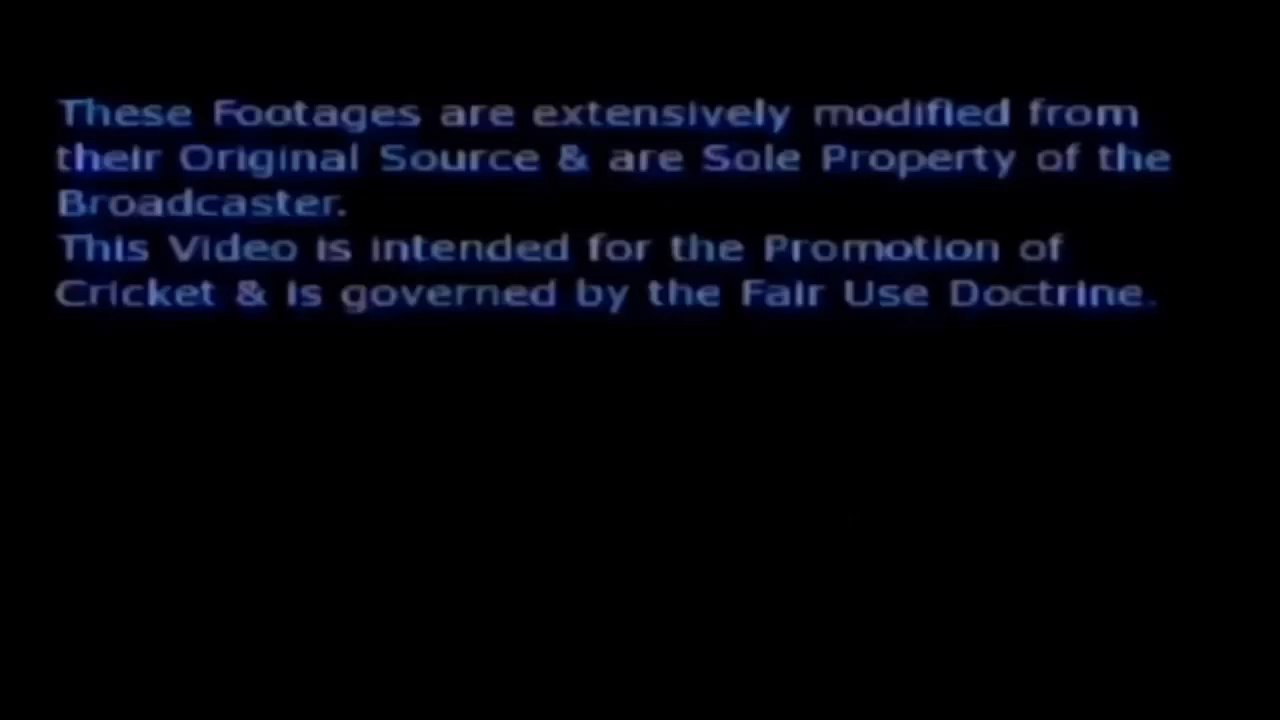 These Footages are extensively modified from
their Original Source & are Sole Property of the
Broadcaster.
This Video is intended for the Promotion of
Cricket & is governed by the Fair Use Doctrine.